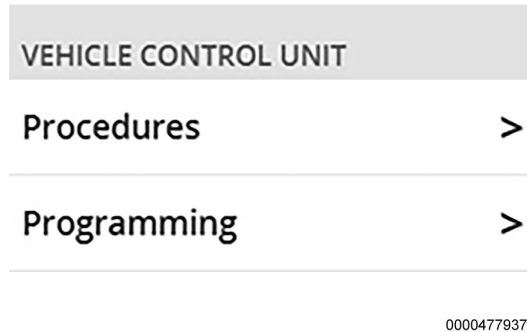 VEHICLE CONTROL UNIT
Procedures >
Programming >
0000477937